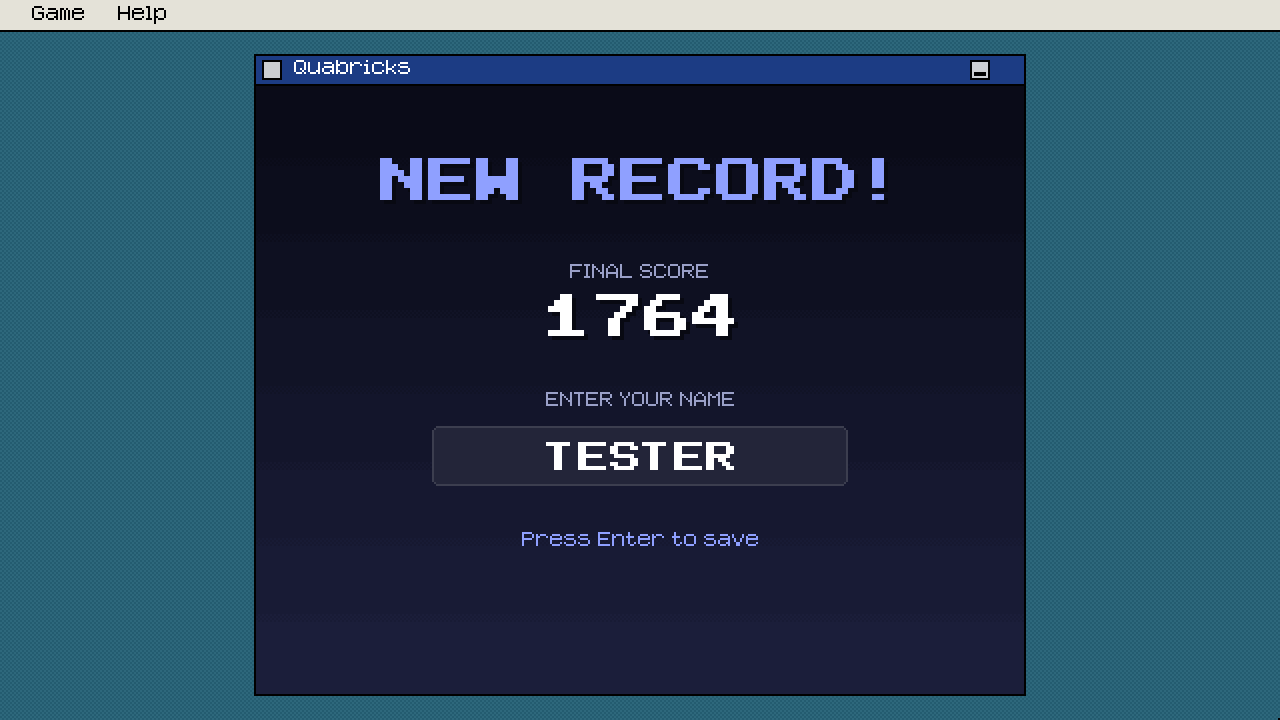 Game Help
Quabricks
NEW RECORD!
FINAL SCORE
1764
ENTER YOUR NAME
TESTER
Press Enter to save